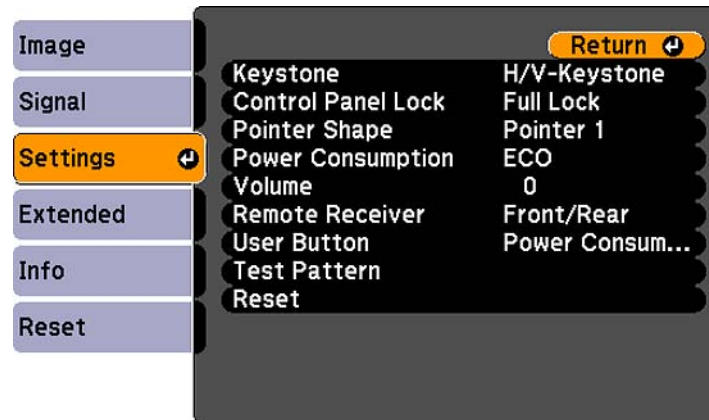 Image
Signal
Settings
Extended
Info
Reset
Return
Keystone H/V-Keystone
Control Panel Lock Full Lock
Pointer Shape Pointer 1
Power Consumption ECO
Volume 0
Remote Receiver Front/Rear
User Button Power Consum...
Test Pattern
Reset